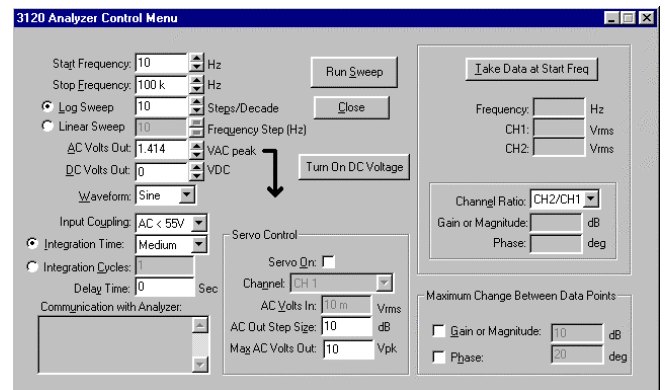 3120 Analyzer Control Menu
Start Frequency: 10 Hz
Stop Frequency: 100 k Hz
Log Sweep 10 Steps/Decade
Linear Sweep 10 Frequency Step (Hz)
AC Volts Out: 1.414 VAC peak
DC Volts Out: 0 VDC
Waveform: Sine
Input Coupling: AC < 55V
Integration Time: Medium
Integration Cycles: 1
Delay Time: 0 Sec
Communication with Analyzer:
Run Sweep
Close
Turn On DC Voltage
Servo Control
Servo On:
Channel: CH 1
AC Volts In: 10 m Vrms
AC Out Step Size: 10 dB
Max AC Volts Out: 10 Vpk
Take Data at Start Freq
Frequency: Hz
CH1: Vrms
CH2: Vrms
Channel Ratio: CH2/CH1
Gain or Magnitude: dB
Phase: deg
Maximum Change Between Data Points
Gain or Magnitude: 10 dB
Phase: 20 deg